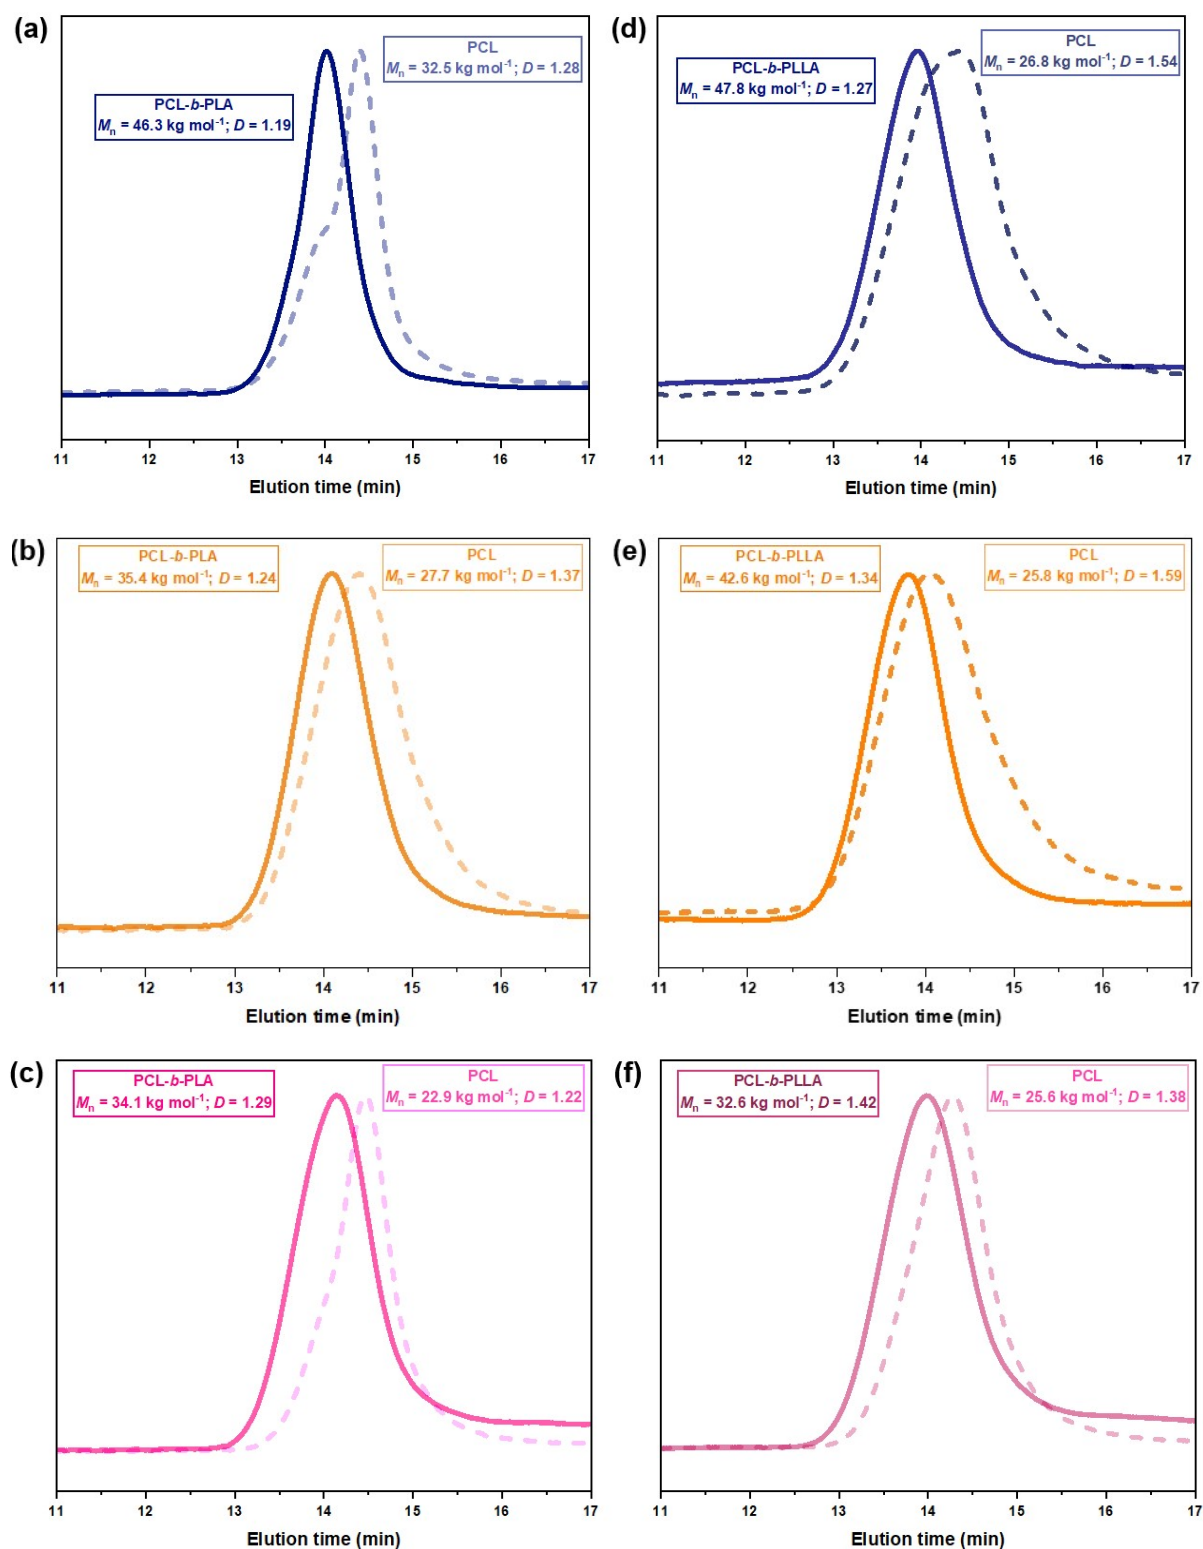 (a)
PCL
Mn = 32.5 kg mol⁻¹; D = 1.28
PCL-b-PLA
Mn = 46.3 kg mol⁻¹; D = 1.19
11 12 13 14 15 16 17
Elution time (min)
(d)
PCL
Mn = 26.8 kg mol⁻¹; D = 1.54
PCL-b-PLLA
Mn = 47.8 kg mol⁻¹; D = 1.27
11 12 13 14 15 16 17
Elution time (min)
(b)
PCL-b-PLA
Mn = 35.4 kg mol⁻¹; D = 1.24
PCL
Mn = 27.7 kg mol⁻¹; D = 1.37
11 12 13 14 15 16 17
Elution time (min)
(e)
PCL-b-PLLA
Mn = 42.6 kg mol⁻¹; D = 1.34
PCL
Mn = 25.8 kg mol⁻¹; D = 1.59
11 12 13 14 15 16 17
Elution time (min)
(c)
PCL-b-PLA
Mn = 34.1 kg mol⁻¹; D = 1.29
PCL
Mn = 22.9 kg mol⁻¹; D = 1.22
11 12 13 14 15 16 17
Elution time (min)
(f)
PCL-b-PLLA
Mn = 32.6 kg mol⁻¹; D = 1.42
PCL
Mn = 25.6 kg mol⁻¹; D = 1.38
11 12 13 14 15 16 17
Elution time (min)